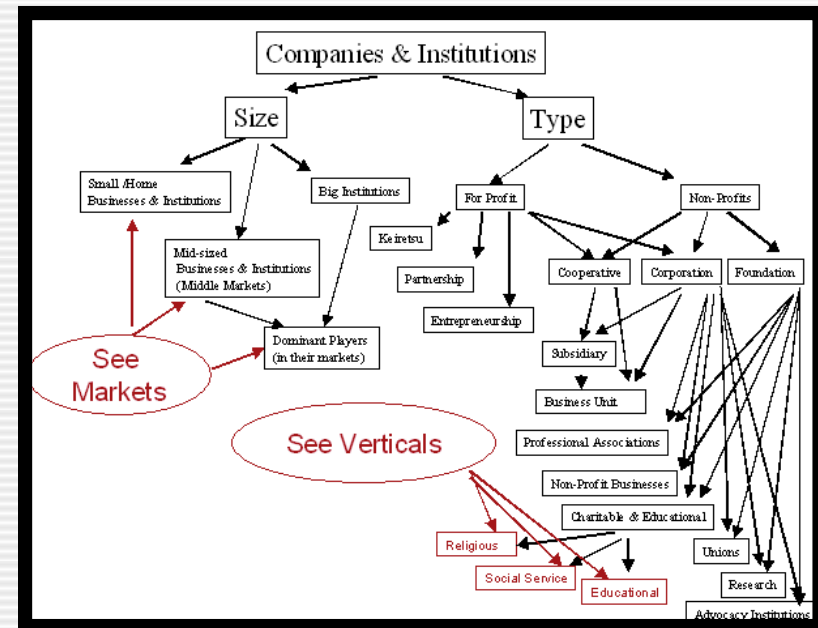 Companies & Institutions
Size
Type
Small /Home
Businesses & Institutions
Big Institutions
For Profit
Non-Profits
Keiretsu
Mid-sized
Businesses & Institutions
(Middle Markets)
Partnership
Cooperative
Corporation
Foundation
Entrepreneurship
Dominant Players
(in their markets)
See
Markets
Subsidiary
Business Unit
See Verticals
Professional Associations
Non-Profit Businesses
Charitable & Educational
Religious
Unions
Social Service
Research
Educational
Advocacy Institutions